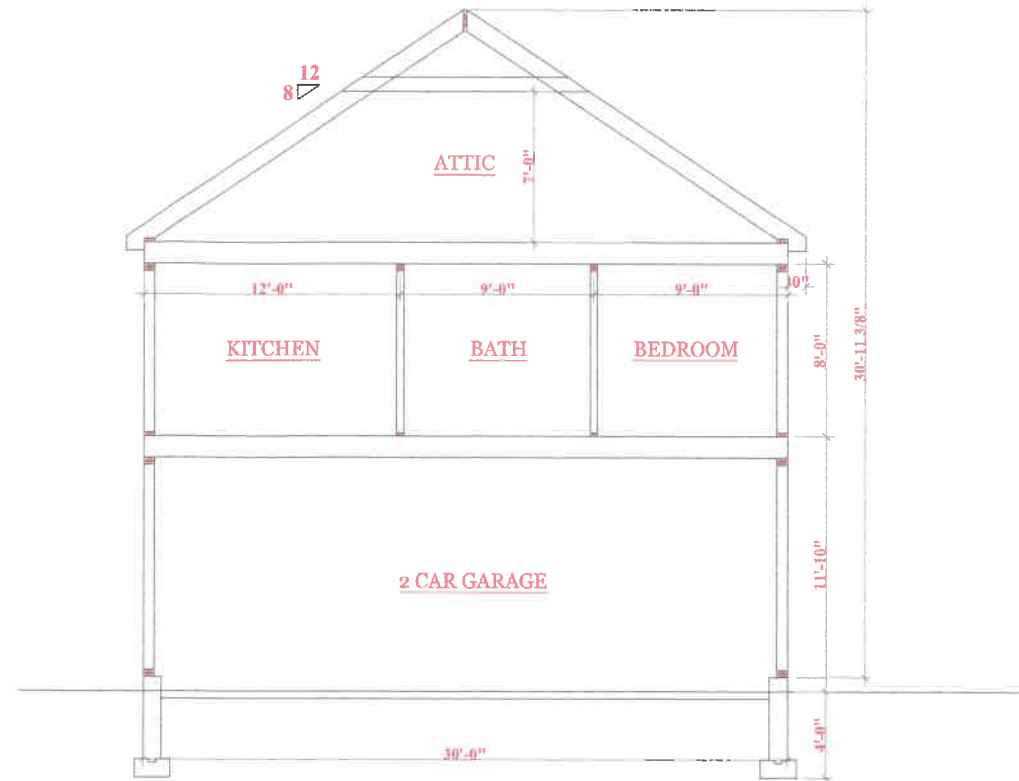 12
8
ATTIC
7'-0"
12'-0"
9'-0"
9'-0"
10"
KITCHEN
BATH
BEDROOM
8'-0"
30'-11 3/8"
2 CAR GARAGE
11'-10"
30'-0"
4'-0"